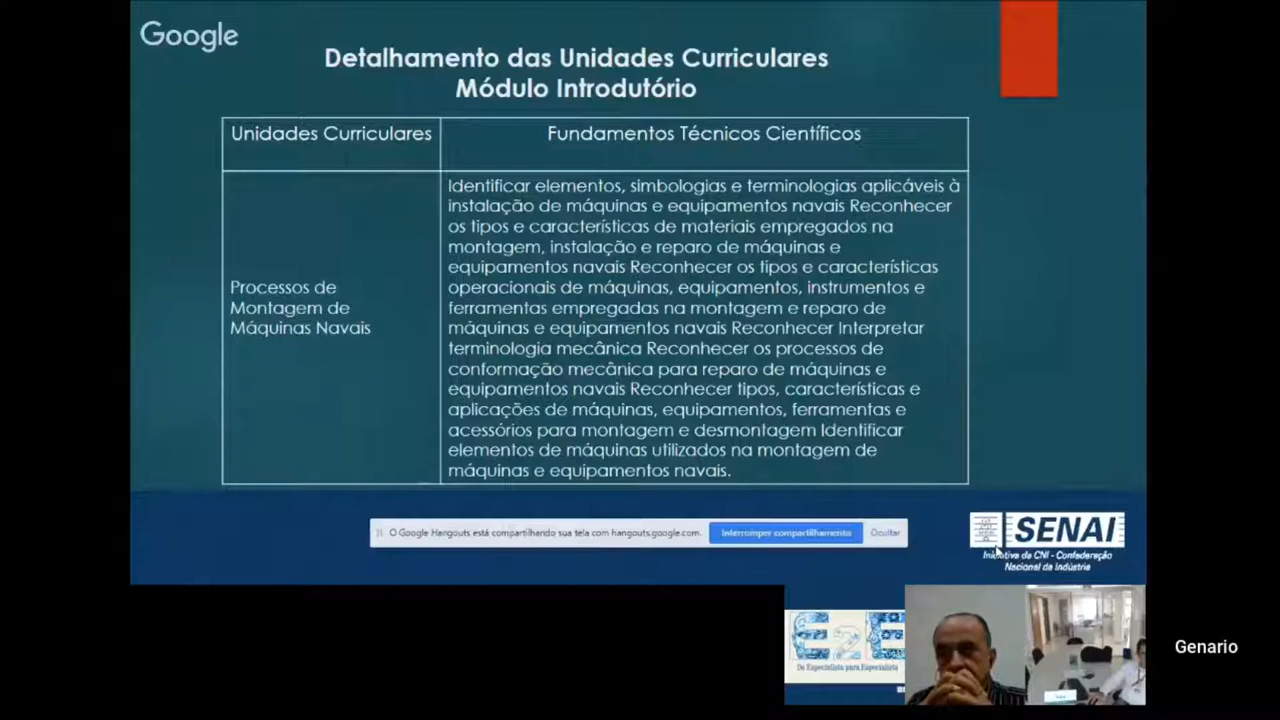 Google
Detalhamento das Unidades Curriculares
Módulo Introdutório
Unidades Curriculares
Fundamentos Técnicos Científicos
Processos de
Montagem de
Máquinas Navais
Identificar elementos, simbologias e terminologias aplicáveis à
instalação de máquinas e equipamentos navais Reconhecer
os tipos e características de materiais empregados na
montagem, instalação e reparo de máquinas e
equipamentos navais Reconhecer os tipos e características
operacionais de máquinas, equipamentos, instrumentos e
ferramentas empregadas na montagem e reparo de
máquinas e equipamentos navais Reconhecer Interpretar
terminologia mecânica Reconhecer os processos de
conformação mecânica para reparo de máquinas e
equipamentos navais Reconhecer tipos, características e
aplicações de máquinas, equipamentos, ferramentas e
acessórios para montagem e desmontagem Identificar
elementos de máquinas utilizados na montagem de
máquinas e equipamentos navais.
O Google Hangouts está compartilhando sua tela com hangouts.google.com.
Interromper compartilhamento
Ocultar
SENAI
Iniciativa da CNI - Confederação
Nacional da Indústria
E2E
De Especialista para Especialista
Genario